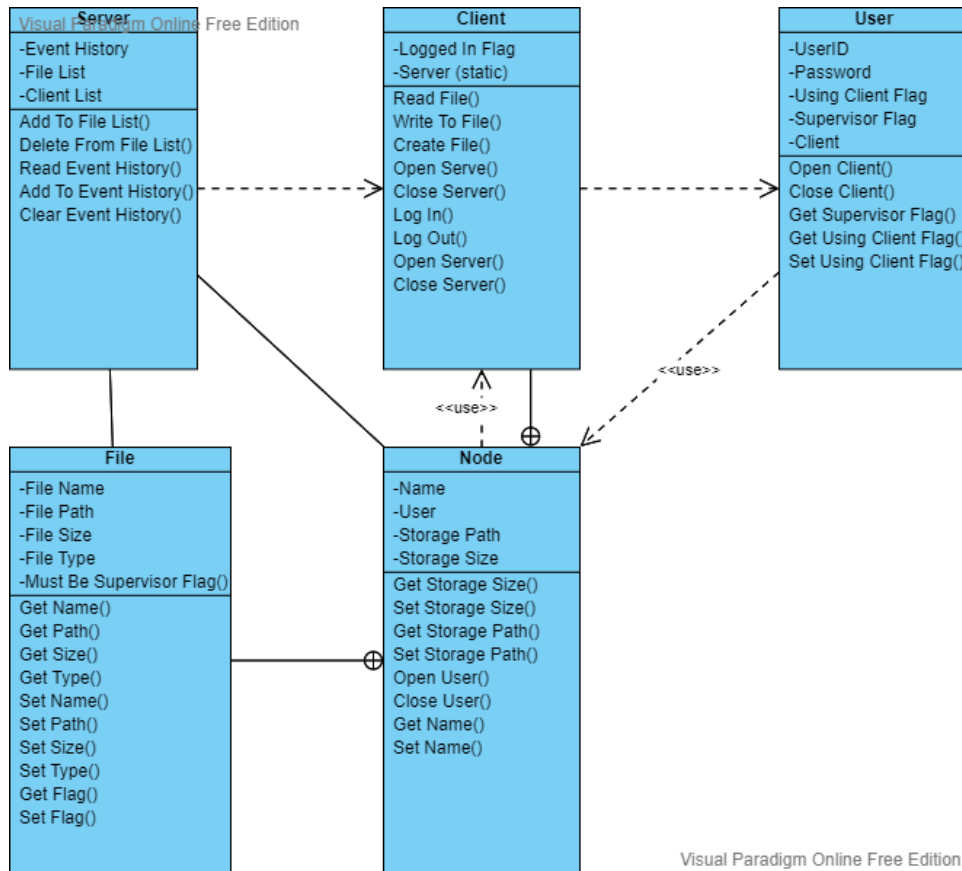 Visual Paradigm Online Free Edition
Server
-Event History
-File List
-Client List
Add To File List()
Delete From File List()
Read Event History()
Add To Event History()
Clear Event History()
Client
-Logged In Flag
-Server (static)
Read File()
Write To File()
Create File()
Open Serve()
Close Server()
Log In()
Log Out()
Open Server()
Close Server()
User
-UserID
-Password
-Using Client Flag
-Supervisor Flag
-Client
Open Client()
Close Client()
Get Supervisor Flag()
Get Using Client Flag()
Set Using Client Flag()
<<use>>
<<use>>
File
-File Name
-File Path
-File Size
-File Type
-Must Be Supervisor Flag()
Get Name()
Get Path()
Get Size()
Get Type()
Set Name()
Set Path()
Set Size()
Set Type()
Get Flag()
Set Flag()
Node
-Name
-User
-Storage Path
-Storage Size
Get Storage Size()
Set Storage Size()
Get Storage Path()
Set Storage Path()
Open User()
Close User()
Get Name()
Set Name()
Visual Paradigm Online Free Edition